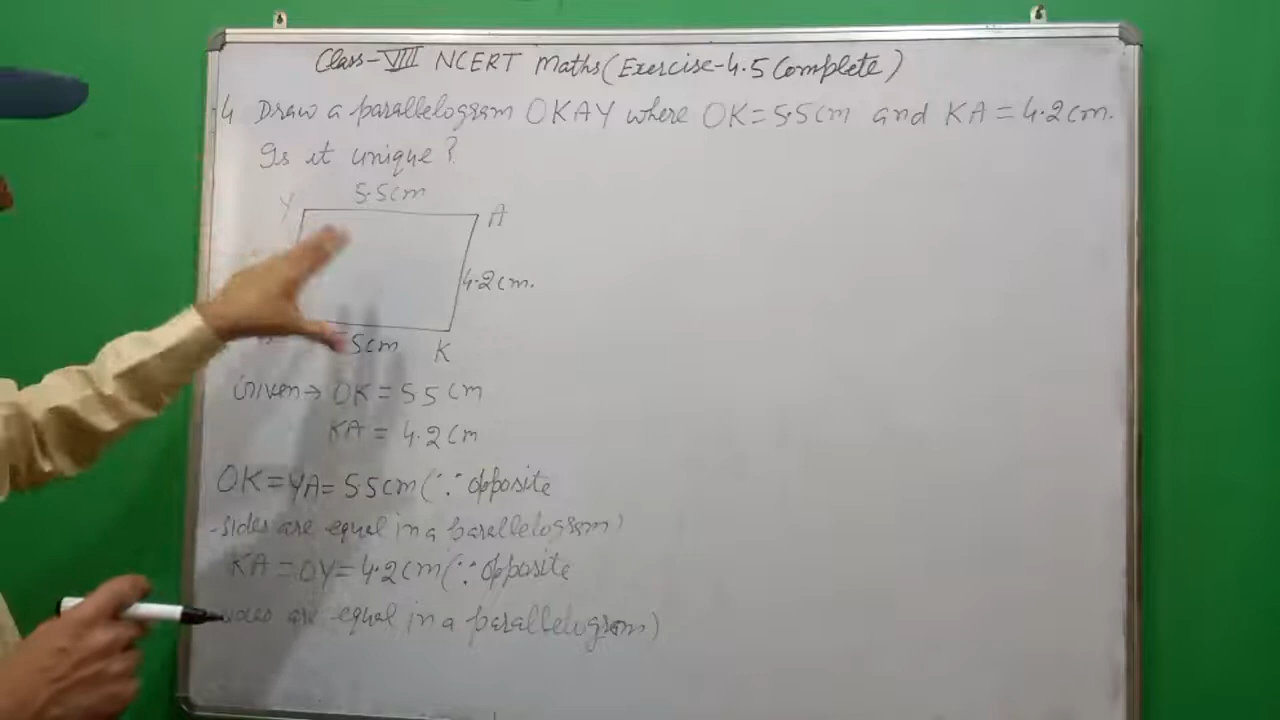 Class-VIII NCERT Maths (Exercise-4.5 Complete)
4 Draw a parallelogram OKAY where OK=5.5cm and KA=4.2cm.
Is it unique?
5.5cm
Y
A
4.2cm.
5cm
K
Given→ OK=5.5cm
KA=4.2cm
OK=YA=5.5cm(∵ opposite
-sides are equal in a parallelogram)
KA=OY=4.2cm(∵ opposite
sides are equal in a parallelogram)